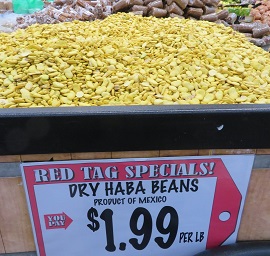 RED TAG SPECIALS!
DRY HABA BEANS
PRODUCT OF MEXICO
YOU PAY
$1.99 PER LB